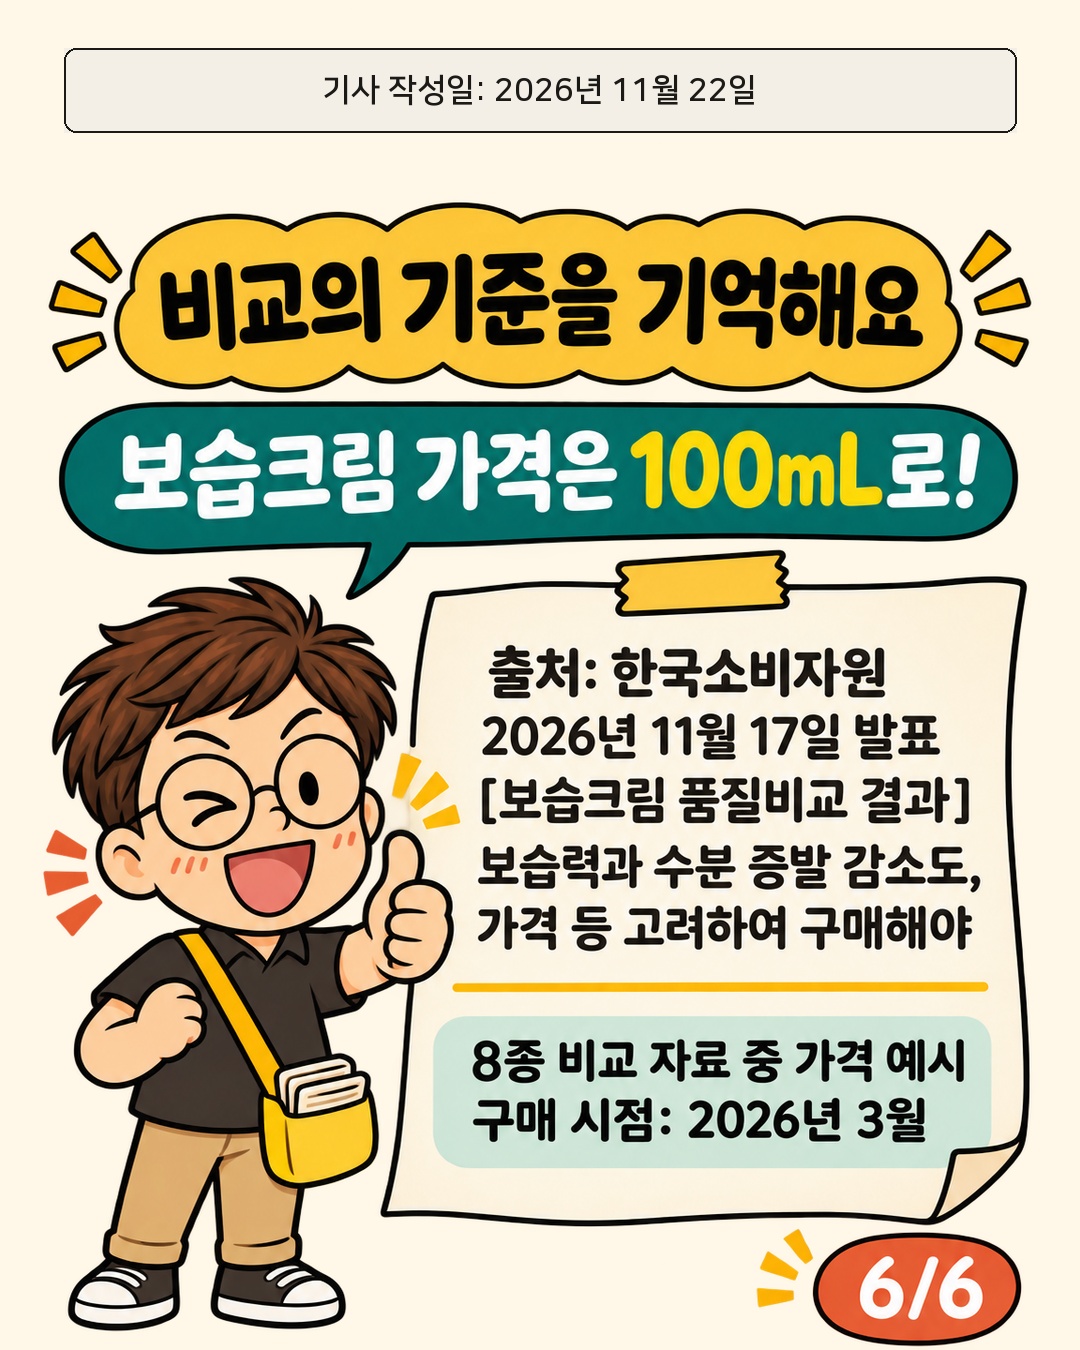 기사 작성일: 2026년 11월 22일
비교의 기준을 기억해요
보습크림 가격은 100mL로!
출처: 한국소비자원
2026년 11월 17일 발표
[보습크림 품질비교 결과]
보습력과 수분 증발 감소도,
가격 등 고려하여 구매해야
8종 비교 자료 중 가격 예시
구매 시점: 2026년 3월
6/6